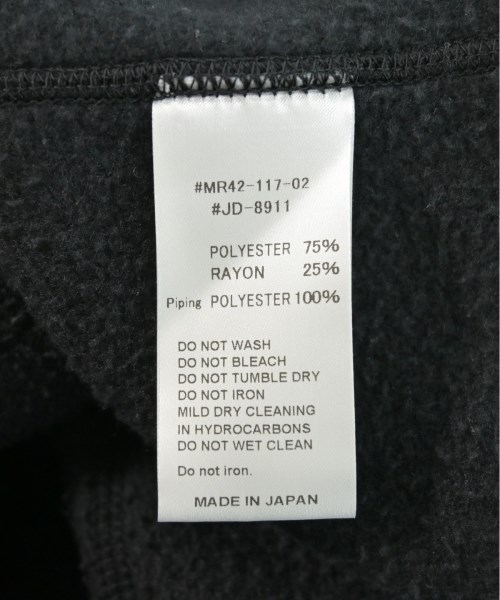 #MR42-117-02
#JD-8911
POLYESTER 75%
RAYON 25%
Piping POLYESTER 100%
DO NOT WASH
DO NOT BLEACH
DO NOT TUMBLE DRY
DO NOT IRON
MILD DRY CLEANING
IN HYDROCARBONS
DO NOT WET CLEAN
Do not iron.
MADE IN JAPAN